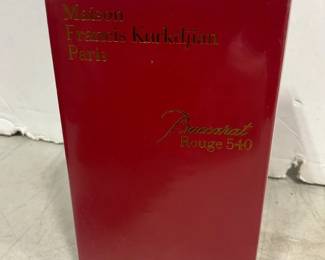 Maison
Francis Kurkdjian
Paris
Baccarat
Rouge 540